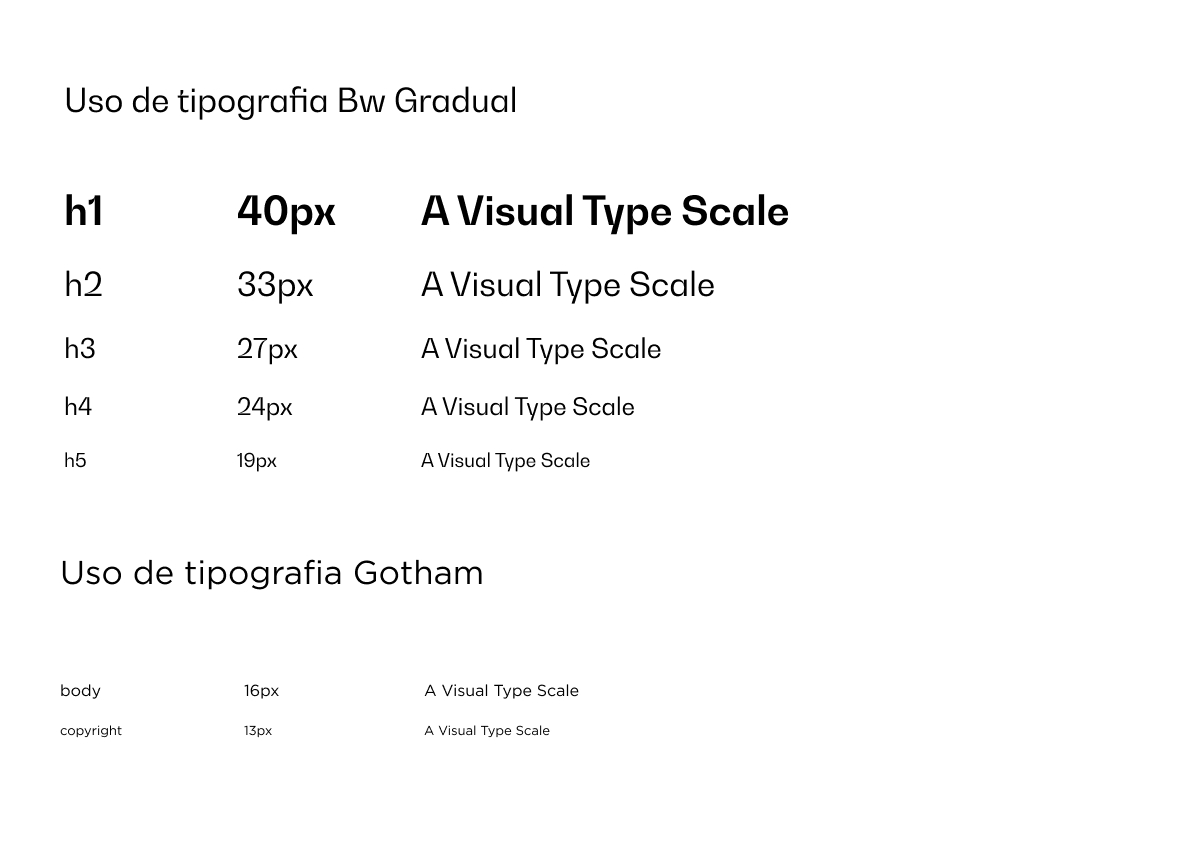 Uso de tipografia Bw Gradual
h1 40px A Visual Type Scale
h2 33px A Visual Type Scale
h3 27px A Visual Type Scale
h4 24px A Visual Type Scale
h5 19px A Visual Type Scale
Uso de tipografia Gotham
body 16px A Visual Type Scale
copyright 13px A Visual Type Scale